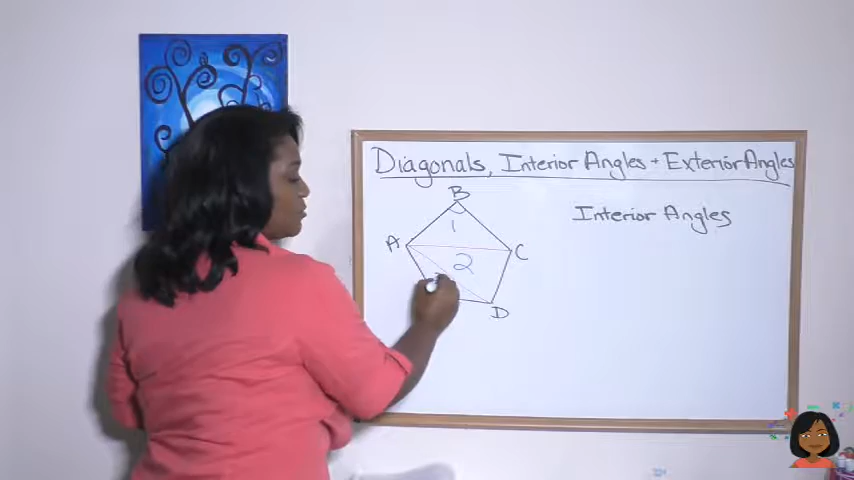 Diagonals, Interior Angles + Exterior Angles
B
Interior Angles
1
A
C
2
D